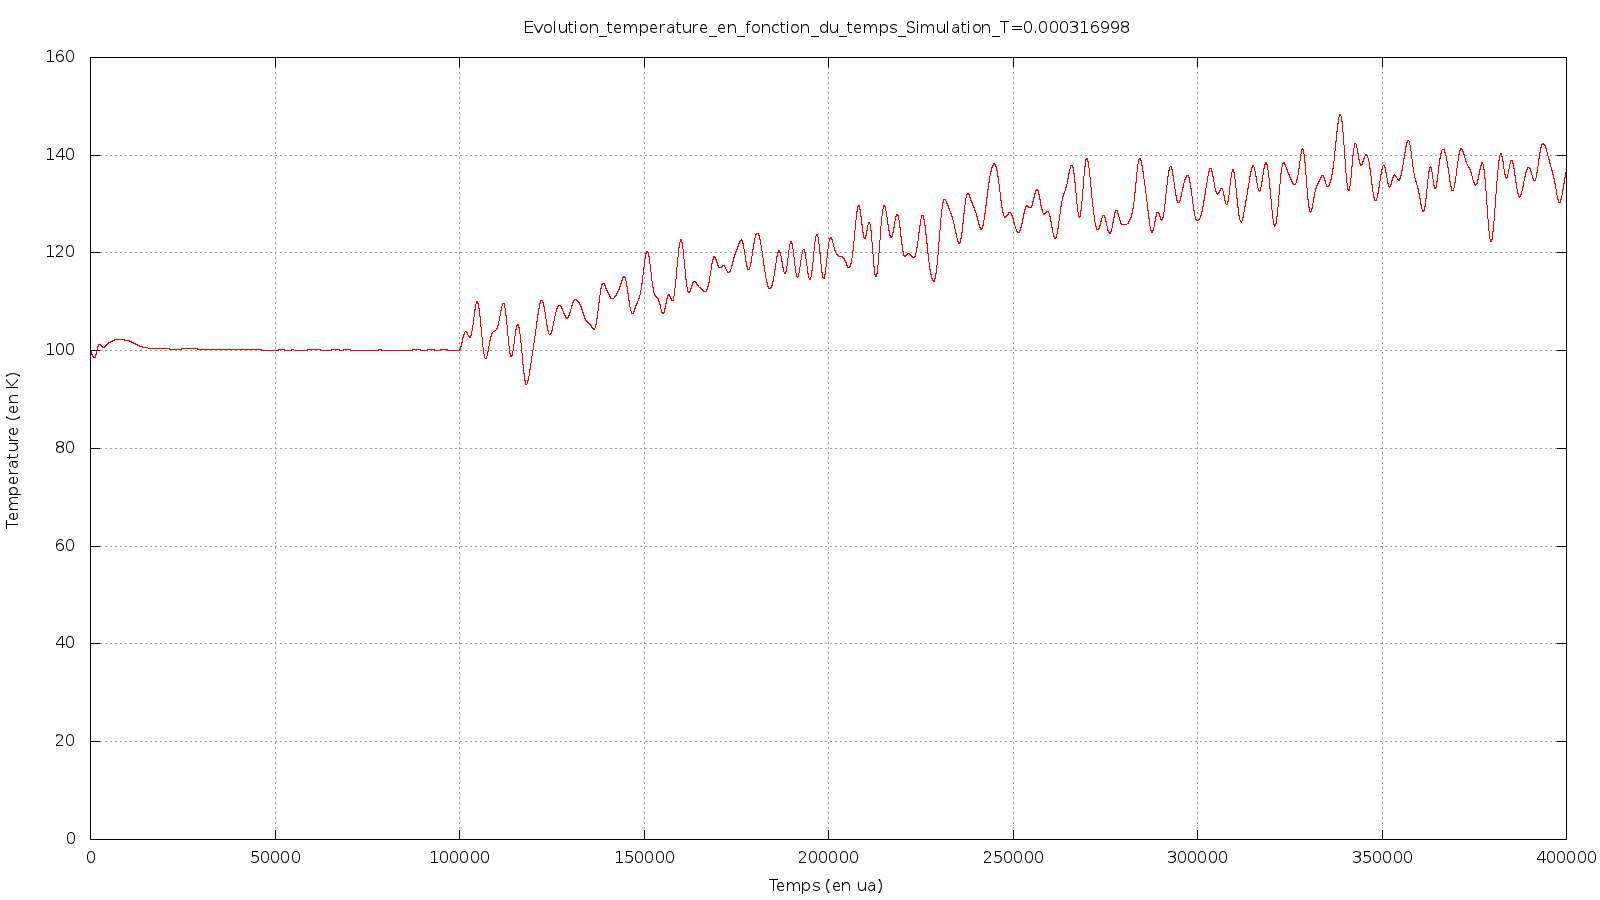 Evolution_temperature_en_fonction_du_temps_Simulation_T=0.000316998
160
140
120
100
80
60
40
20
0
Temperature (en K)
0 50000 100000 150000 200000 250000 300000 350000 400000
Temps (en ua)